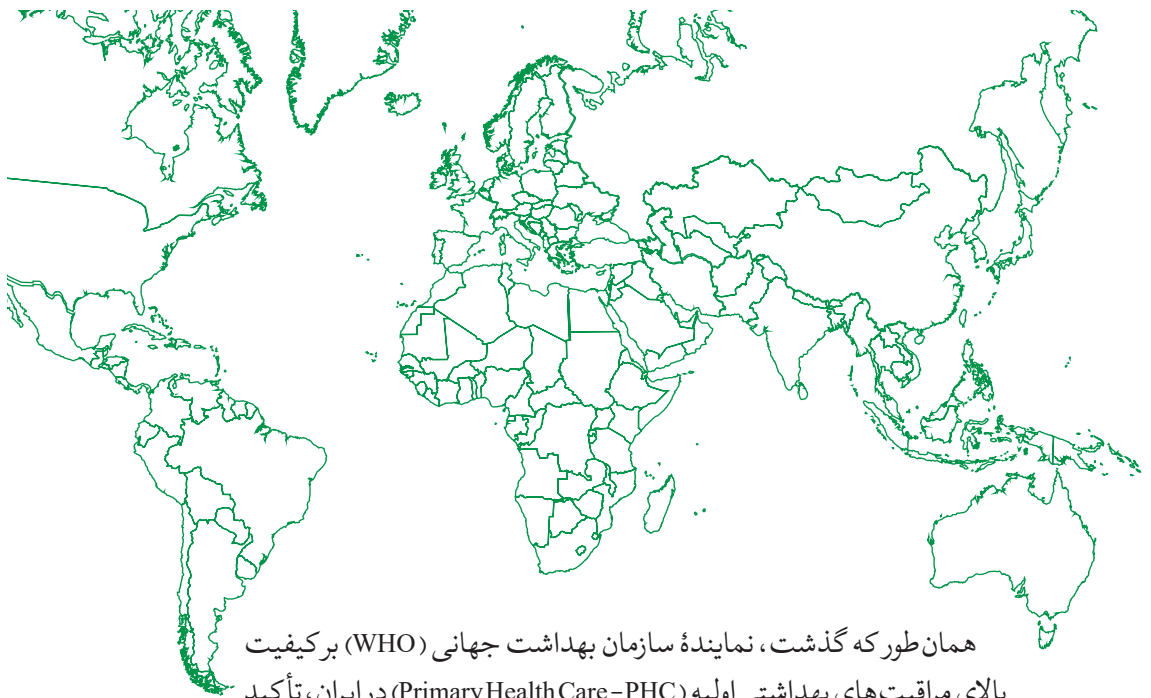 همان‌طور که گذشت، نمایندهٔ سازمان بهداشت جهانی (WHO) بر کیفیت
بالای مراقبت‌های بهداشتی اولیه (Primary Health Care – PHC) در ایران، تأکید